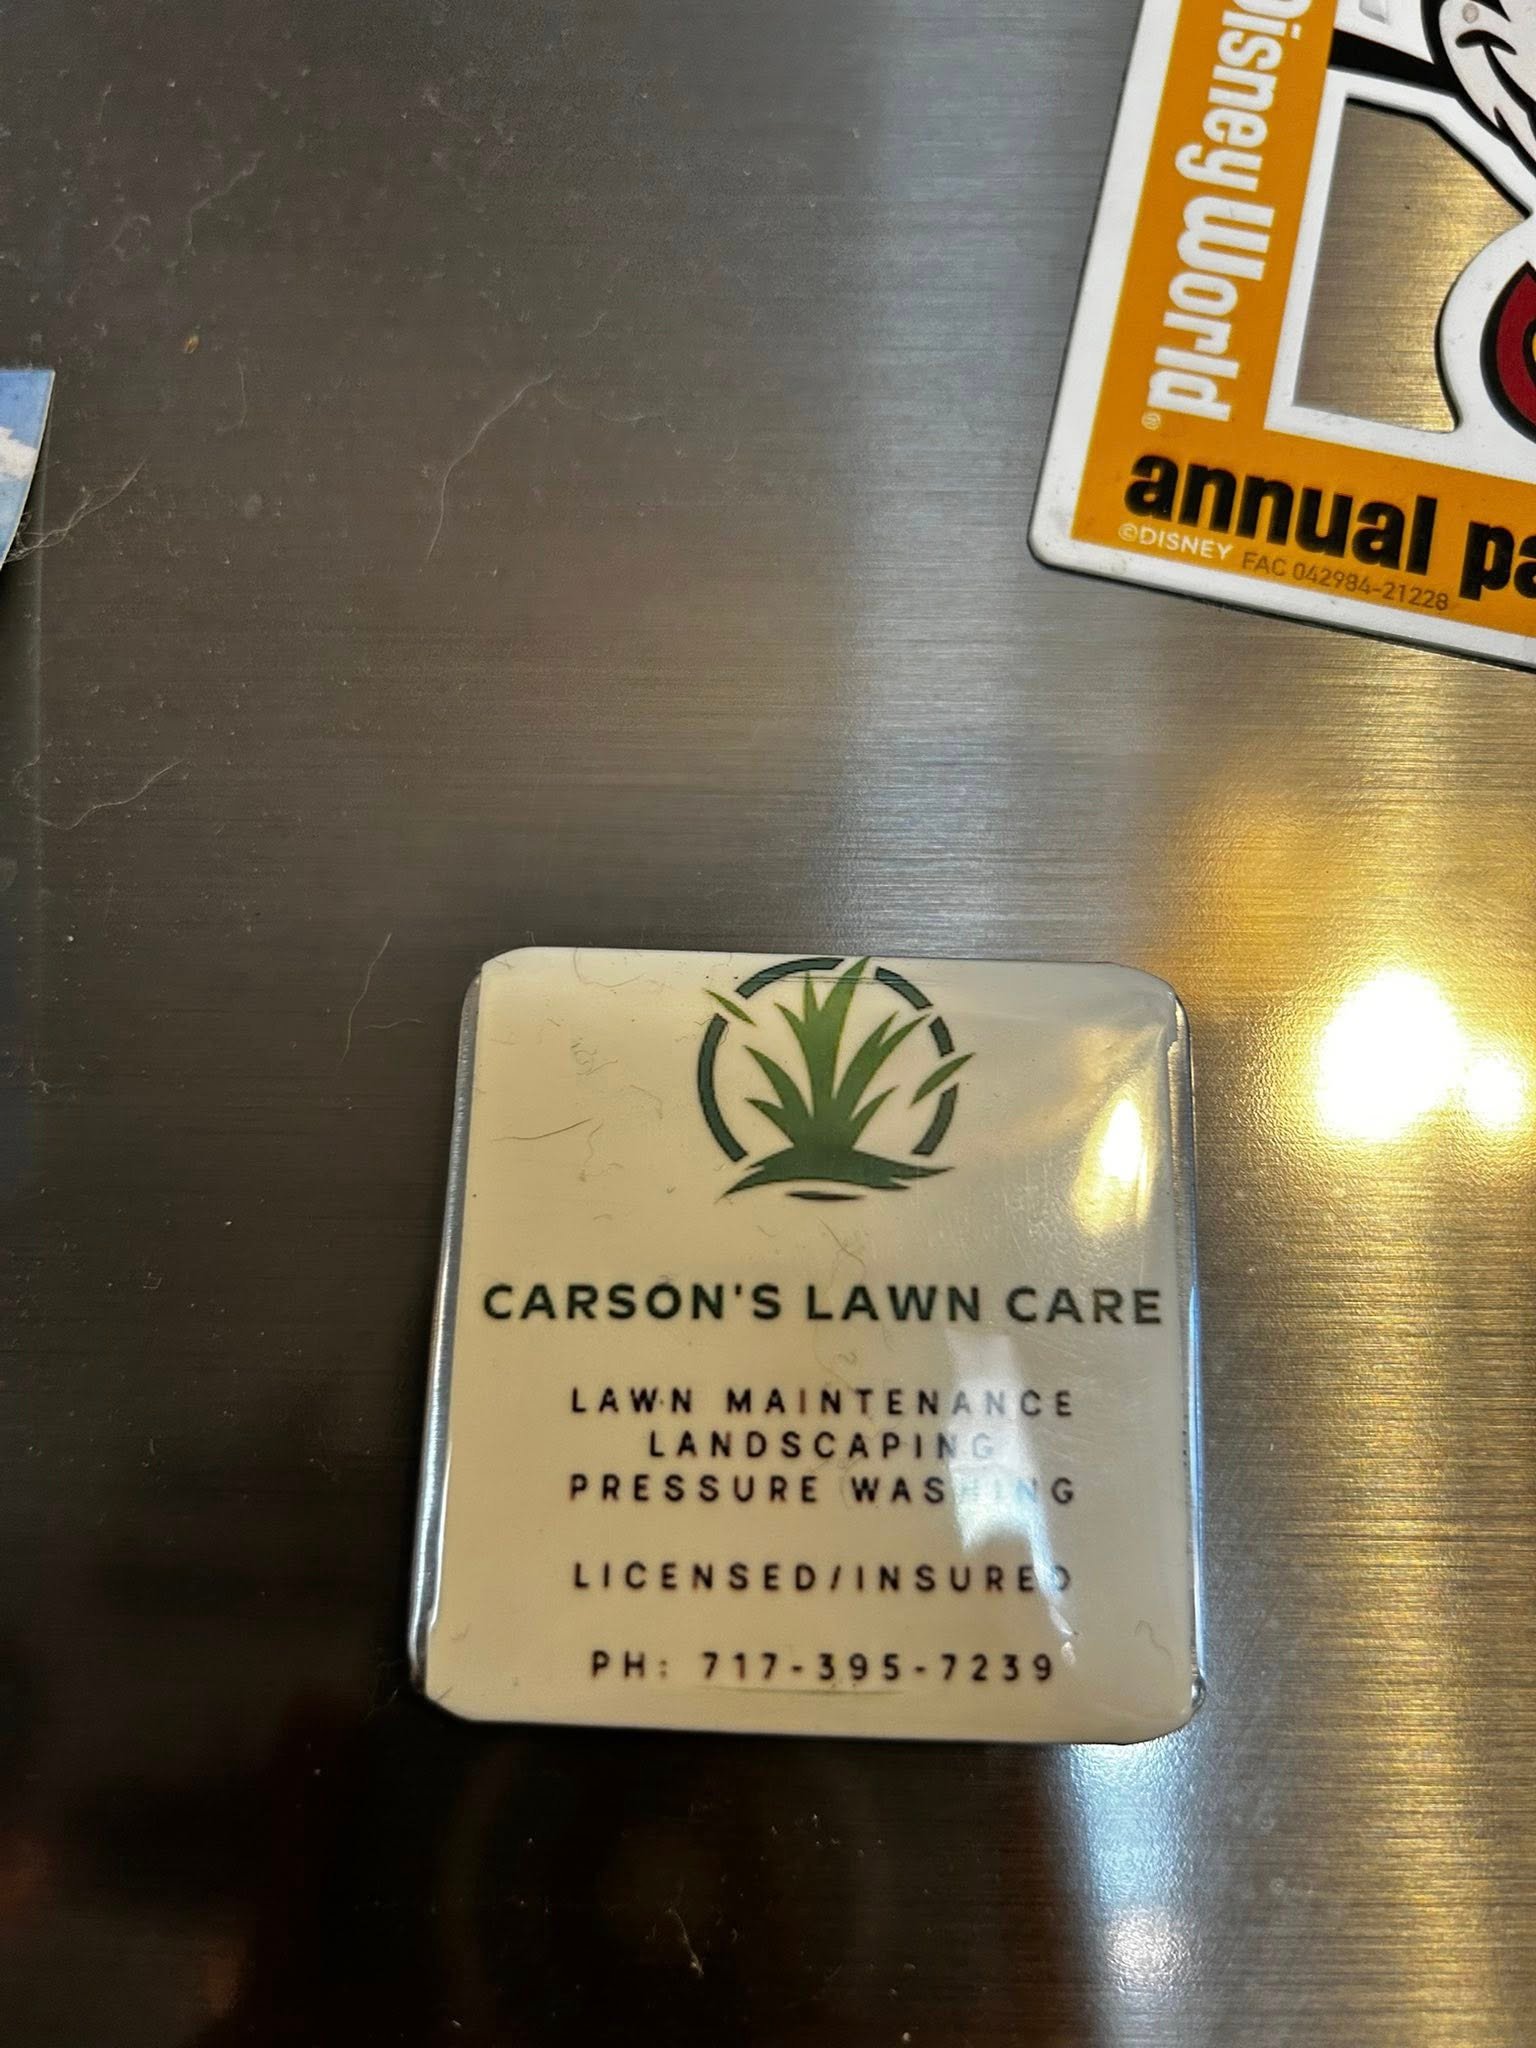 Disney World®
annual pa
©DISNEY FAC 042984-21228
CARSON'S LAWN CARE
LAWN MAINTENANCE
LANDSCAPING
PRESSURE WASHING
LICENSED/INSURED
PH: 717-395-7239